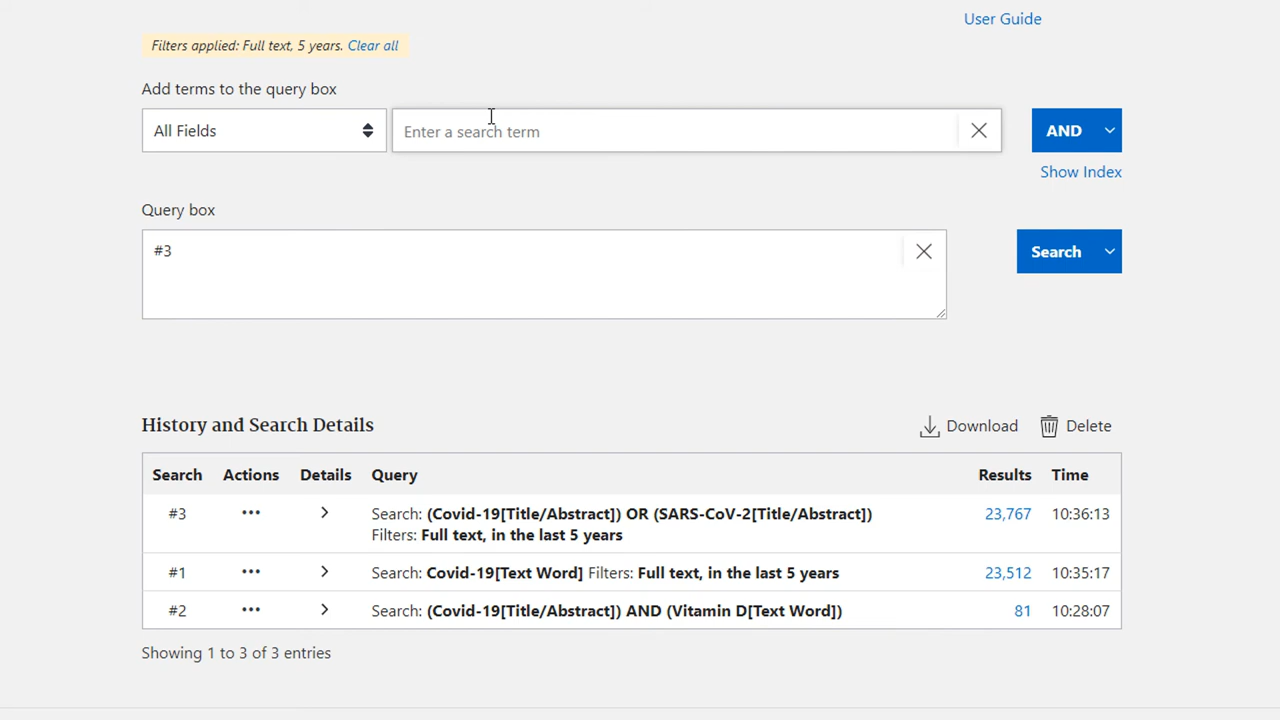 User Guide
Filters applied: Full text, 5 years. Clear all
Add terms to the query box
All Fields
Enter a search term
AND
Show Index
Query box
#3
Search
History and Search Details
Download
Delete
Search Actions Details Query Results Time
#3 Search: (Covid-19[Title/Abstract]) OR (SARS-CoV-2[Title/Abstract]) 23,767 10:36:13
Filters: Full text, in the last 5 years
#1 Search: Covid-19[Text Word] Filters: Full text, in the last 5 years 23,512 10:35:17
#2 Search: (Covid-19[Title/Abstract]) AND (Vitamin D[Text Word]) 81 10:28:07
Showing 1 to 3 of 3 entries